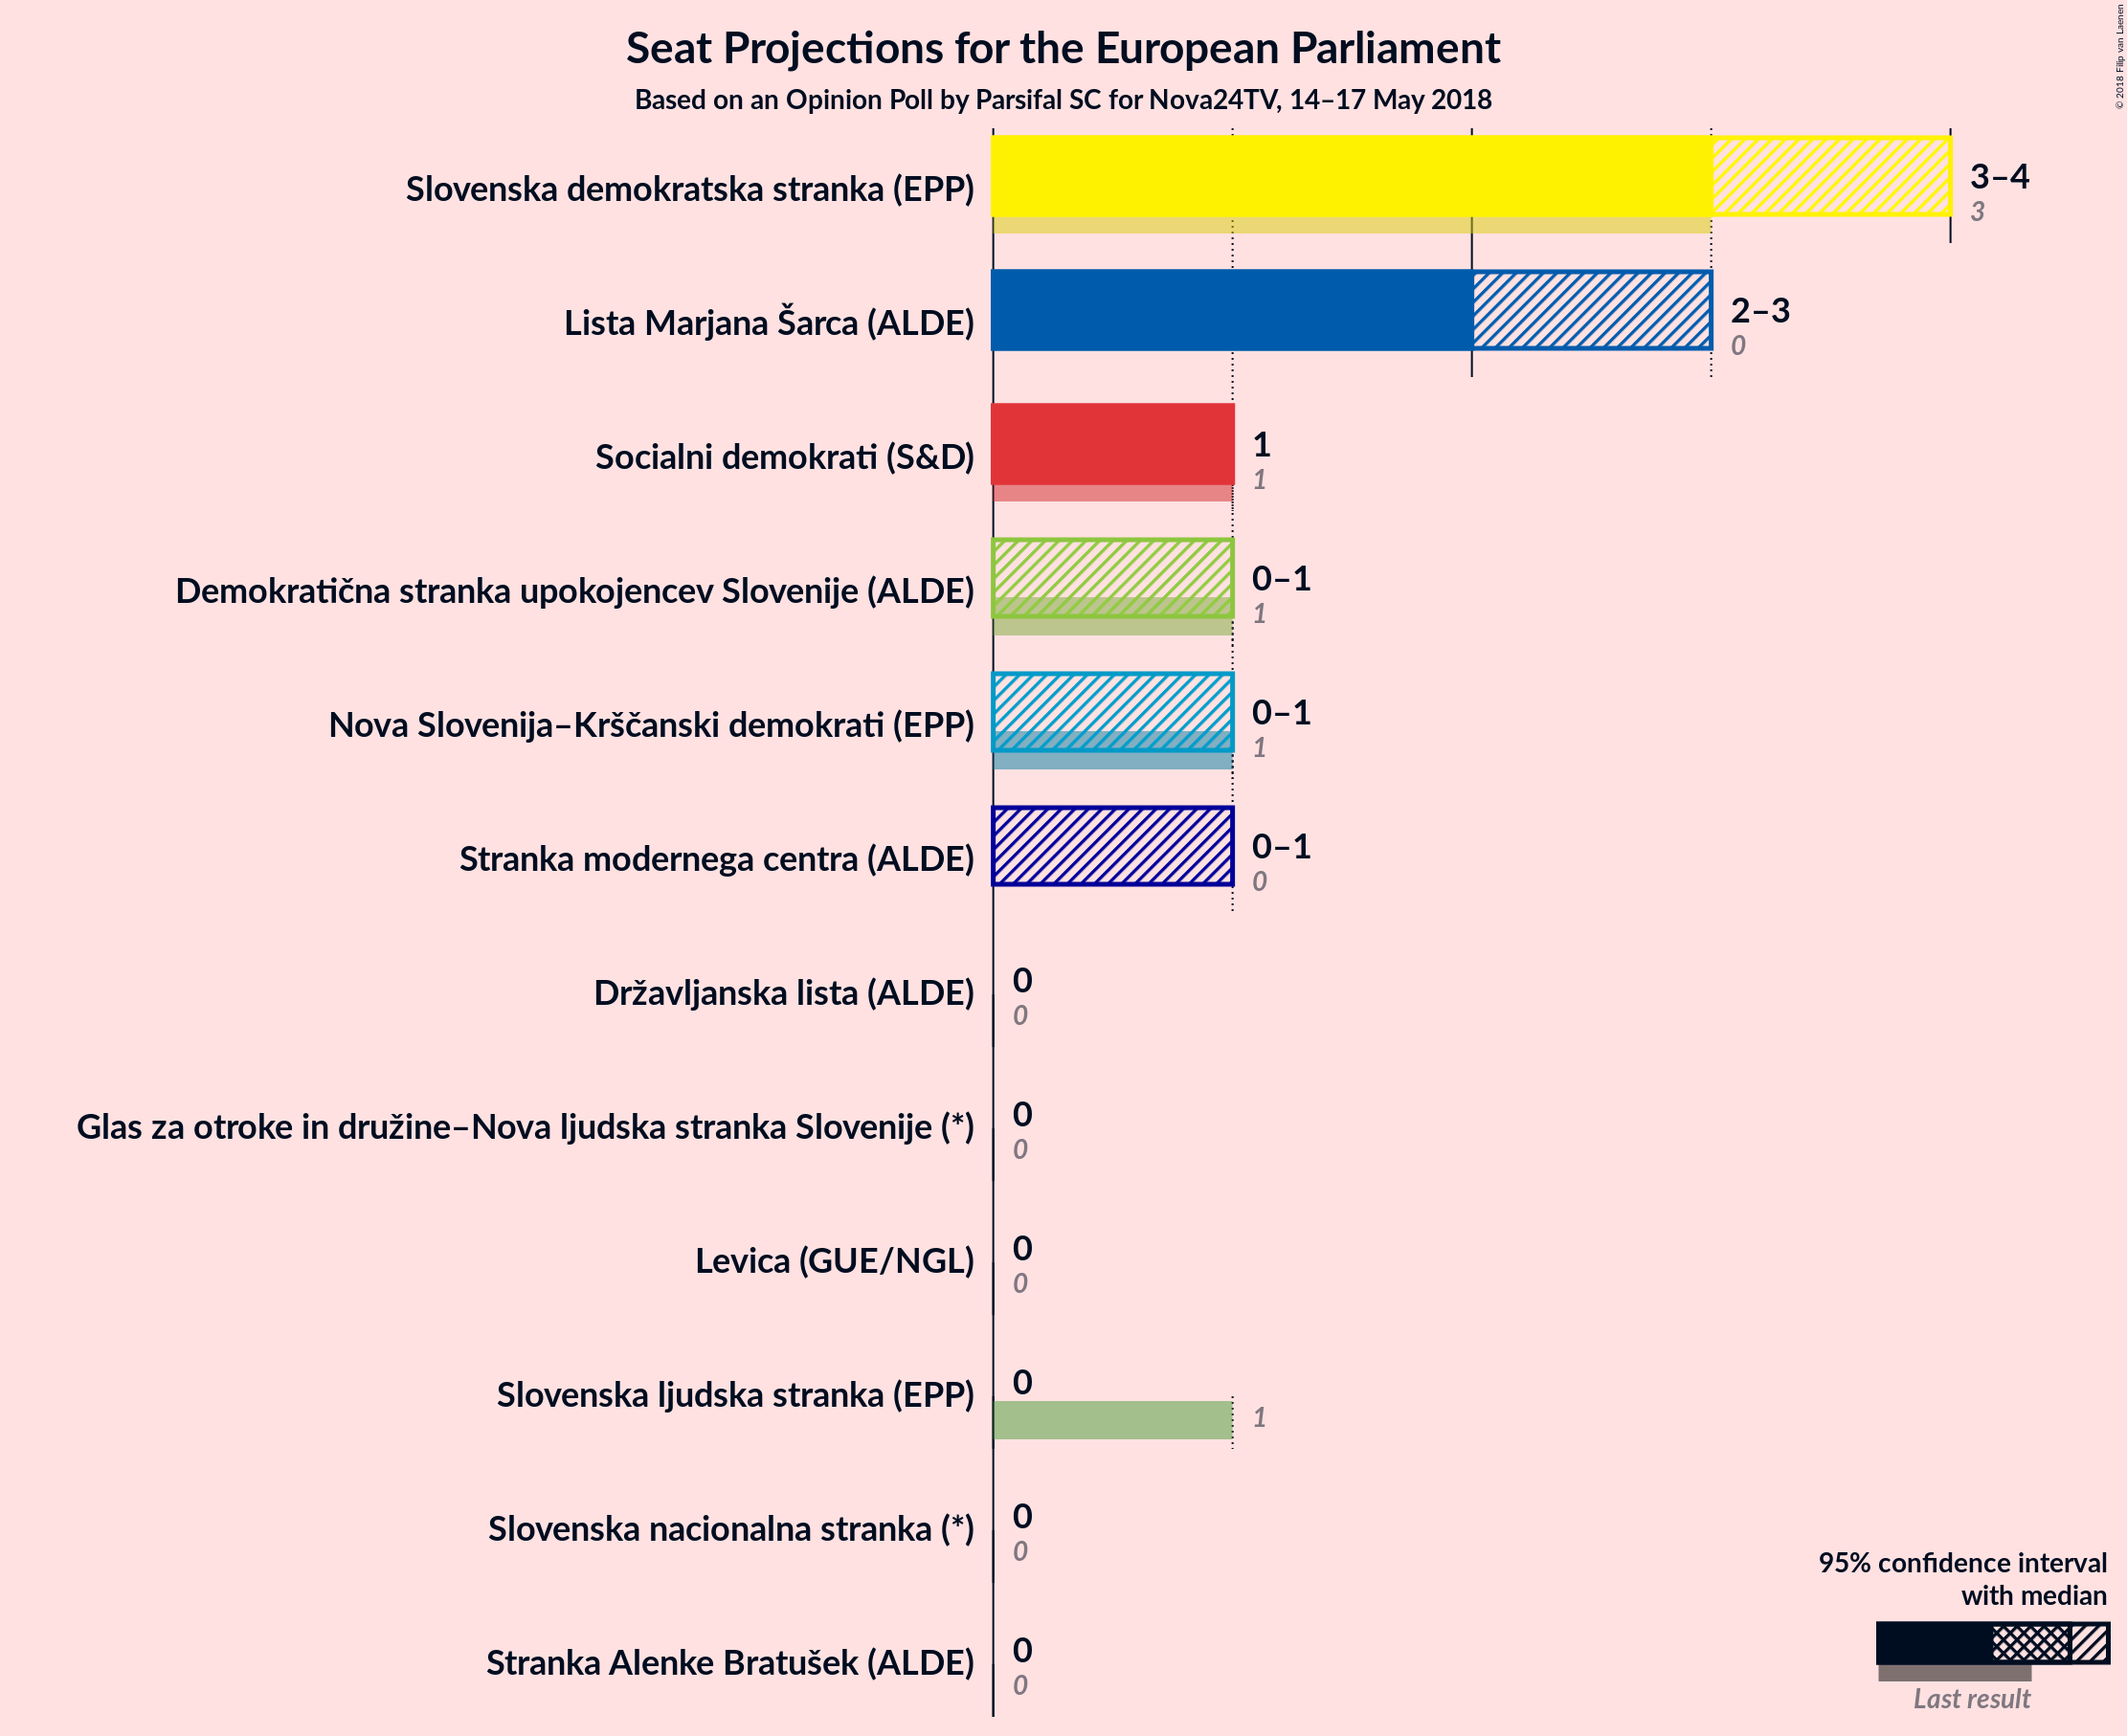 Seat Projections for the European Parliament
Based on an Opinion Poll by Parsifal SC for Nova24TV, 14–17 May 2018
© 2018 Filip van Laenen
Slovenska demokratska stranka (EPP)
3–4
3
Lista Marjana Šarca (ALDE)
2–3
0
Socialni demokrati (S&D)
1
1
Demokratična stranka upokojencev Slovenije (ALDE)
0–1
1
Nova Slovenija–Krščanski demokrati (EPP)
0–1
1
Stranka modernega centra (ALDE)
0–1
0
Državljanska lista (ALDE)
0
0
Glas za otroke in družine–Nova ljudska stranka Slovenije (*)
0
0
Levica (GUE/NGL)
0
0
Slovenska ljudska stranka (EPP)
0
1
Slovenska nacionalna stranka (*)
0
0
Stranka Alenke Bratušek (ALDE)
0
0
95% confidence interval
with median
Last result